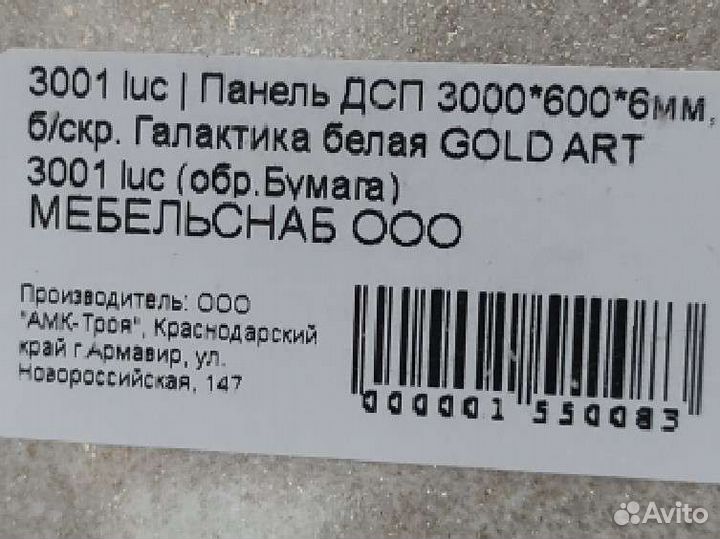 3001 luc | Панель ДСП 3000*600*6мм,
б/скр. Галактика белая GOLD ART
3001 luc (обр.Бумага)
МЕБЕЛЬСНАБ ООО
Производитель: ООО
"АМК-Троя", Краснодарский
край г.Армавир, ул.
Новороссийская, 147
000001 550083
Avito